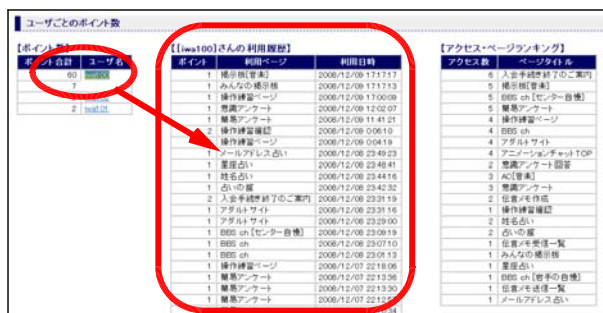 ユーザごとのポイント数
【ポイント数】
ポイント合計 ユーザ名
60 iwa100
7
2 iwa101
【[iwa100]さんの利用履歴】
ポイント 利用ページ 利用日時
1 掲示板[音楽] 2008/12/09 17:17:17
1 みんなの掲示板 2008/12/09 17:17:13
1 操作練習ページ 2008/12/09 17:00:09
1 意識アンケート 2008/12/09 12:02:07
1 簡易アンケート 2008/12/09 11:41:21
2 操作練習確認 2008/12/09 0:06:10
操作練習ページ 2008/12/09 0:04:19
1 メールアドレス占い 2008/12/08 23:49:23
1 星座占い 2008/12/08 23:48:41
1 姓名占い 2008/12/08 23:44:16
1 占いの館 2008/12/08 23:42:32
2 入会手続き終了のご案内 2008/12/08 23:31:19
1 アダルトサイト 2008/12/08 23:31:16
1 アダルトサイト 2008/12/08 23:29:00
1 BBS ch [センター自慢] 2008/12/08 23:09:19
1 BBS ch 2008/12/08 23:07:10
1 BBS ch 2008/12/08 23:01:13
1 操作練習ページ 2008/12/07 22:18:06
1 簡易アンケート 2008/12/07 22:13:36
1 簡易アンケート 2008/12/07 22:13:30
1 簡易アンケート 2008/12/07 22:12:5
【アクセス・ページランキング】
アクセス数 ページタイトル
6 入会手続き終了のご案内
5 掲示板[音楽]
5 BBS ch [センター自慢]
5 簡易アンケート
4 操作練習ページ
4 BBS ch
4 アダルトサイト
4 アニメーションチャットTOP
2 意識アンケート回答
3 AC[音楽]
3 意識アンケート
2 伝言メモ作成
1 操作練習確認
2 姓名占い
2 占いの館
1 伝言メモ受信一覧
1 みんなの掲示板
1 星座占い
1 BBS ch [岩手の自慢]
1 伝言メモ送信一覧
1 メールアドレス占い